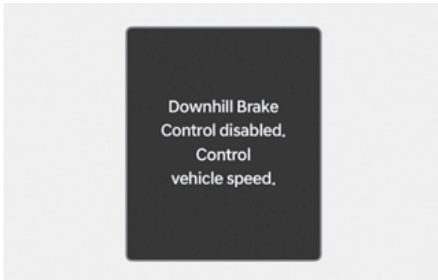 Downhill Brake
Control disabled.
Control
vehicle speed.